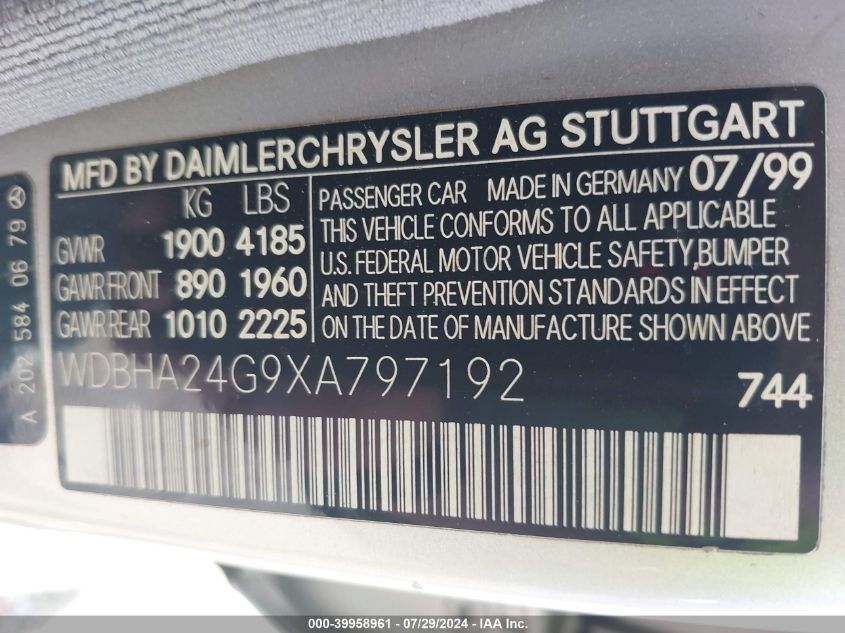 MFD BY DAIMLERCHRYSLER AG STUTTGART
KG LBS
GVWR 1900 4185
GAWR FRONT 890 1960
GAWR REAR 1010 2225
PASSENGER CAR MADE IN GERMANY 07/99
THIS VEHICLE CONFORMS TO ALL APPLICABLE
U.S. FEDERAL MOTOR VEHICLE SAFETY,BUMPER
AND THEFT PREVENTION STANDARDS IN EFFECT
ON THE DATE OF MANUFACTURE SHOWN ABOVE
WDBHA24G9XA797192
744
A 202 584 06 79
000-39958961 - 07/29/2024 - IAAI.COM